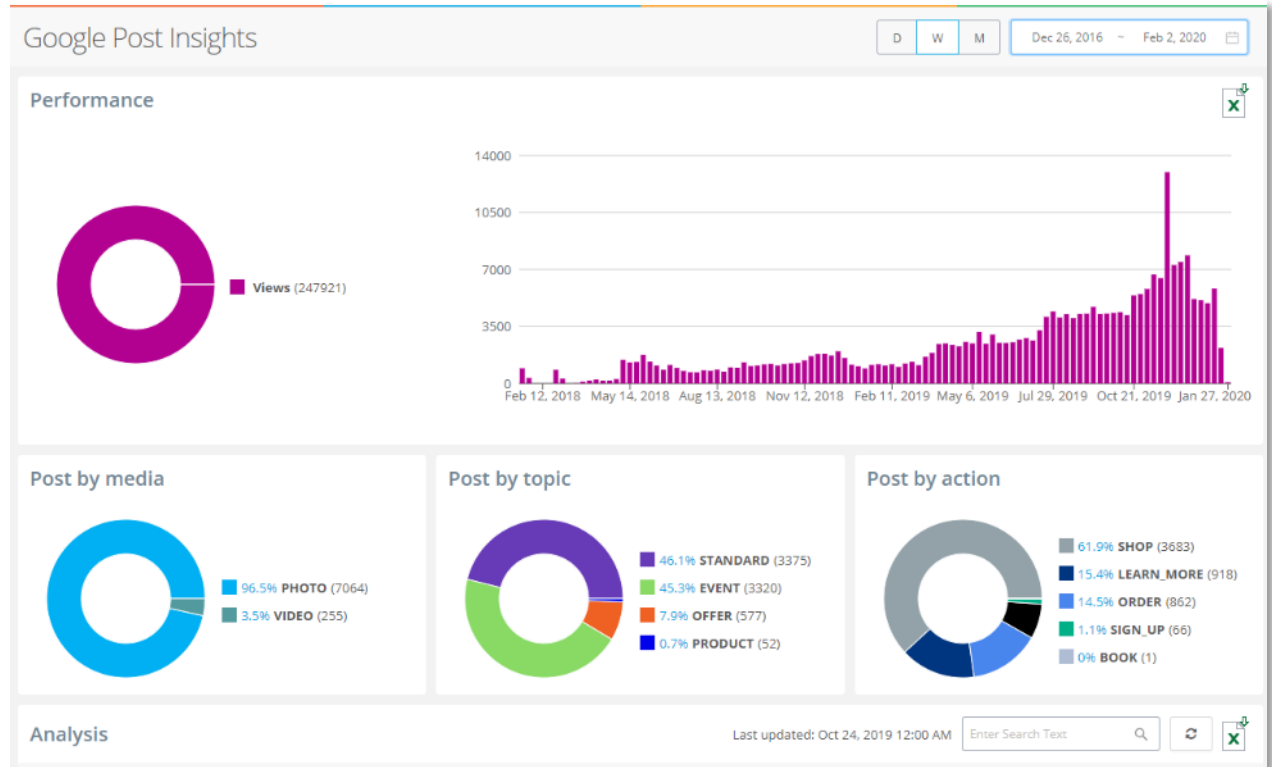 Google Post Insights
D W M
Dec 26, 2016 ~ Feb 2, 2020
Performance
X
Views (247921)
14000
10500
7000
3500
0
Feb 12, 2018 May 14, 2018 Aug 13, 2018 Nov 12, 2018 Feb 11, 2019 May 6, 2019 Jul 29, 2019 Oct 21, 2019 Jan 27, 2020
Post by media
96.5% PHOTO (7064)
3.5% VIDEO (255)
Post by topic
46.1% STANDARD (3375)
45.3% EVENT (3320)
7.9% OFFER (577)
0.7% PRODUCT (52)
Post by action
61.9% SHOP (3683)
15.4% LEARN_MORE (918)
14.5% ORDER (862)
1.1% SIGN_UP (66)
0% BOOK (1)
Analysis
Last updated: Oct 24, 2019 12:00 AM
Enter Search Text
X